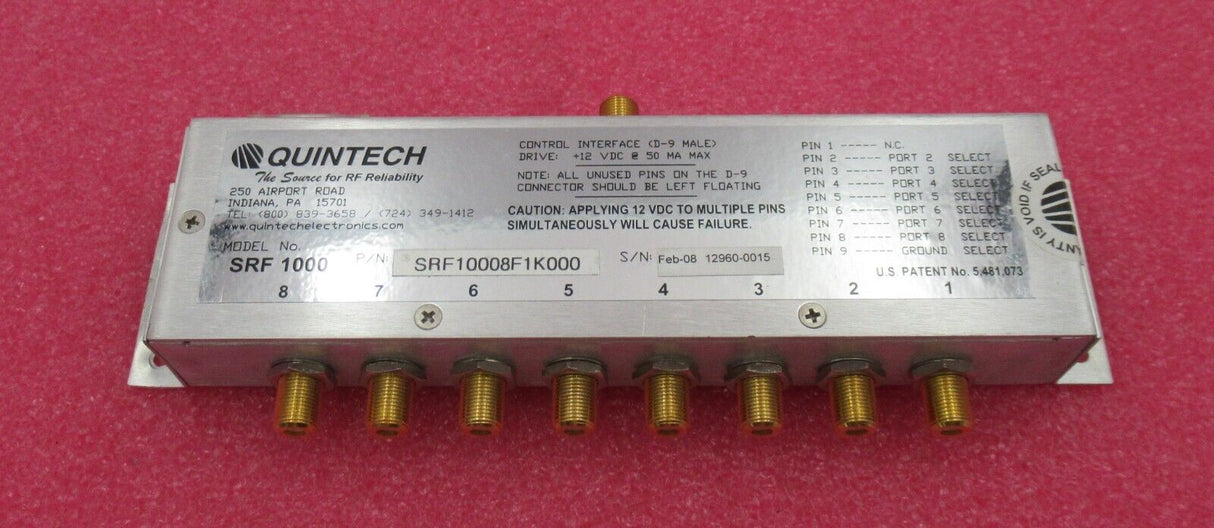 QUINTECH
The Source for RF Reliability
250 AIRPORT ROAD
INDIANA, PA 15701
TEL: (800) 839-3658 / (724) 349-1412
www.quintechelectronics.com
MODEL No.
SRF 1000
P/N:
SRF10008F1K000
S/N:
Feb-08 12960-0015
CONTROL INTERFACE (D-9 MALE)
DRIVE: +12 VDC @ 50 MA MAX
NOTE: ALL UNUSED PINS ON THE D-9
CONNECTOR SHOULD BE LEFT FLOATING
CAUTION: APPLYING 12 VDC TO MULTIPLE PINS
SIMULTANEOUSLY WILL CAUSE FAILURE.
PIN 1 ----- N.C.
PIN 2 ----- PORT 2 SELECT
PIN 3 ----- PORT 3 SELECT
PIN 4 ----- PORT 4 SELECT
PIN 5 ----- PORT 5 SELECT
PIN 6 ----- PORT 6 SELECT
PIN 7 ----- PORT 7 SELECT
PIN 8 ----- PORT 8 SELECT
PIN 9 ----- GROUND SELECT
U.S. PATENT No. 5,481,073
8 7 6 5 4 3 2 1
IS VOID IF SEAL